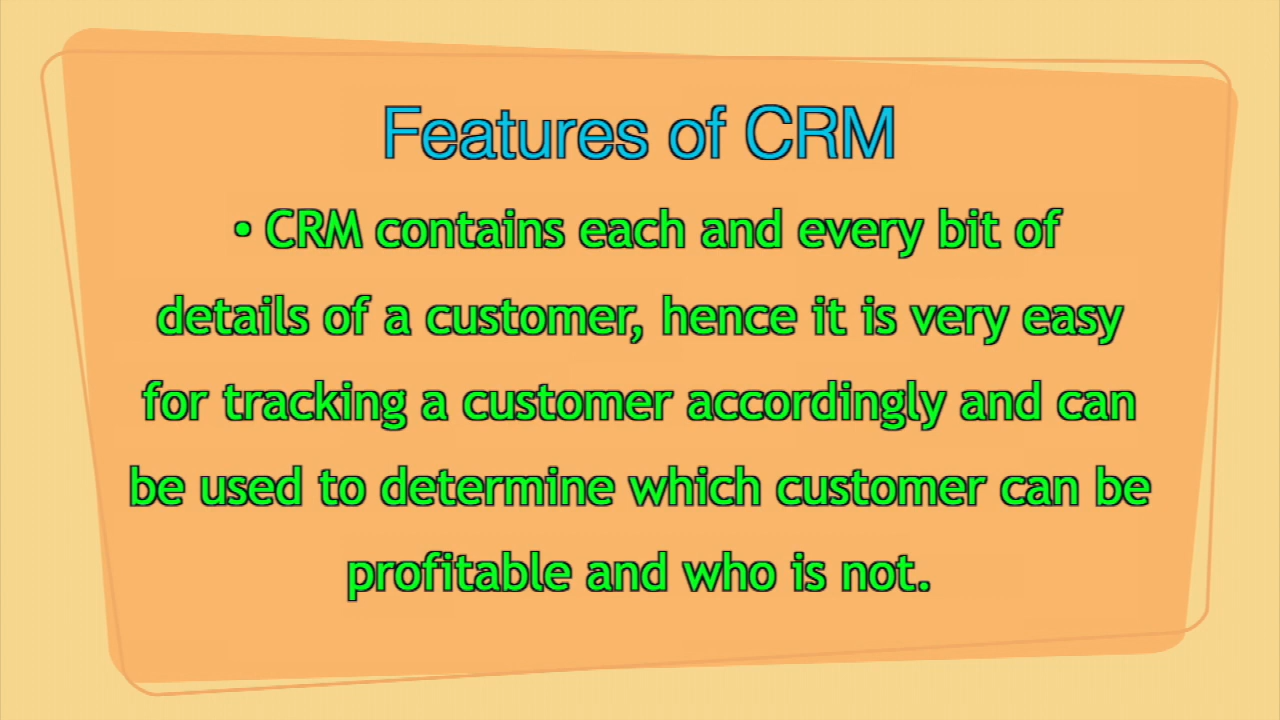 Features of CRM
• CRM contains each and every bit of
details of a customer, hence it is very easy
for tracking a customer accordingly and can
be used to determine which customer can be
profitable and who is not.